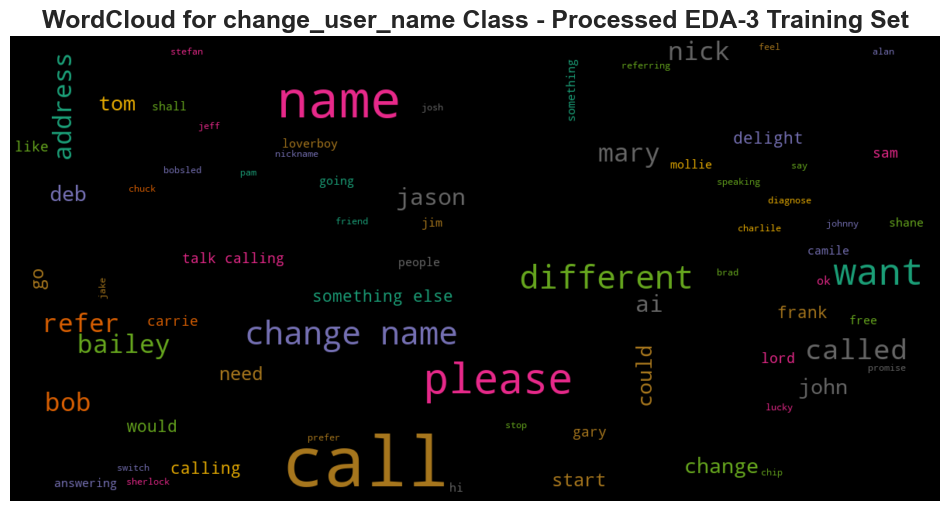 WordCloud for change_user_name Class - Processed EDA-3 Training Set
stefan
feel
alan
nick
address
something
referring
name
tom
shall
josh
jeff
like
loverboy
nickname
delight
mary
sam
mollie
say
bobsled
pam
going
speaking
deb
chuck
jason
diagnose
friend
jim
charlile
johnny
shane
talk calling
people
camile
go
jake
different
brad
ok
want
something else
ai
refer
carrie
frank
free
bailey
change name
called
lord
promise
need
please
could
john
bob
lucky
would
stop
gary
prefer
call
switch
calling
change
chip
answering
sherlock
hi
start